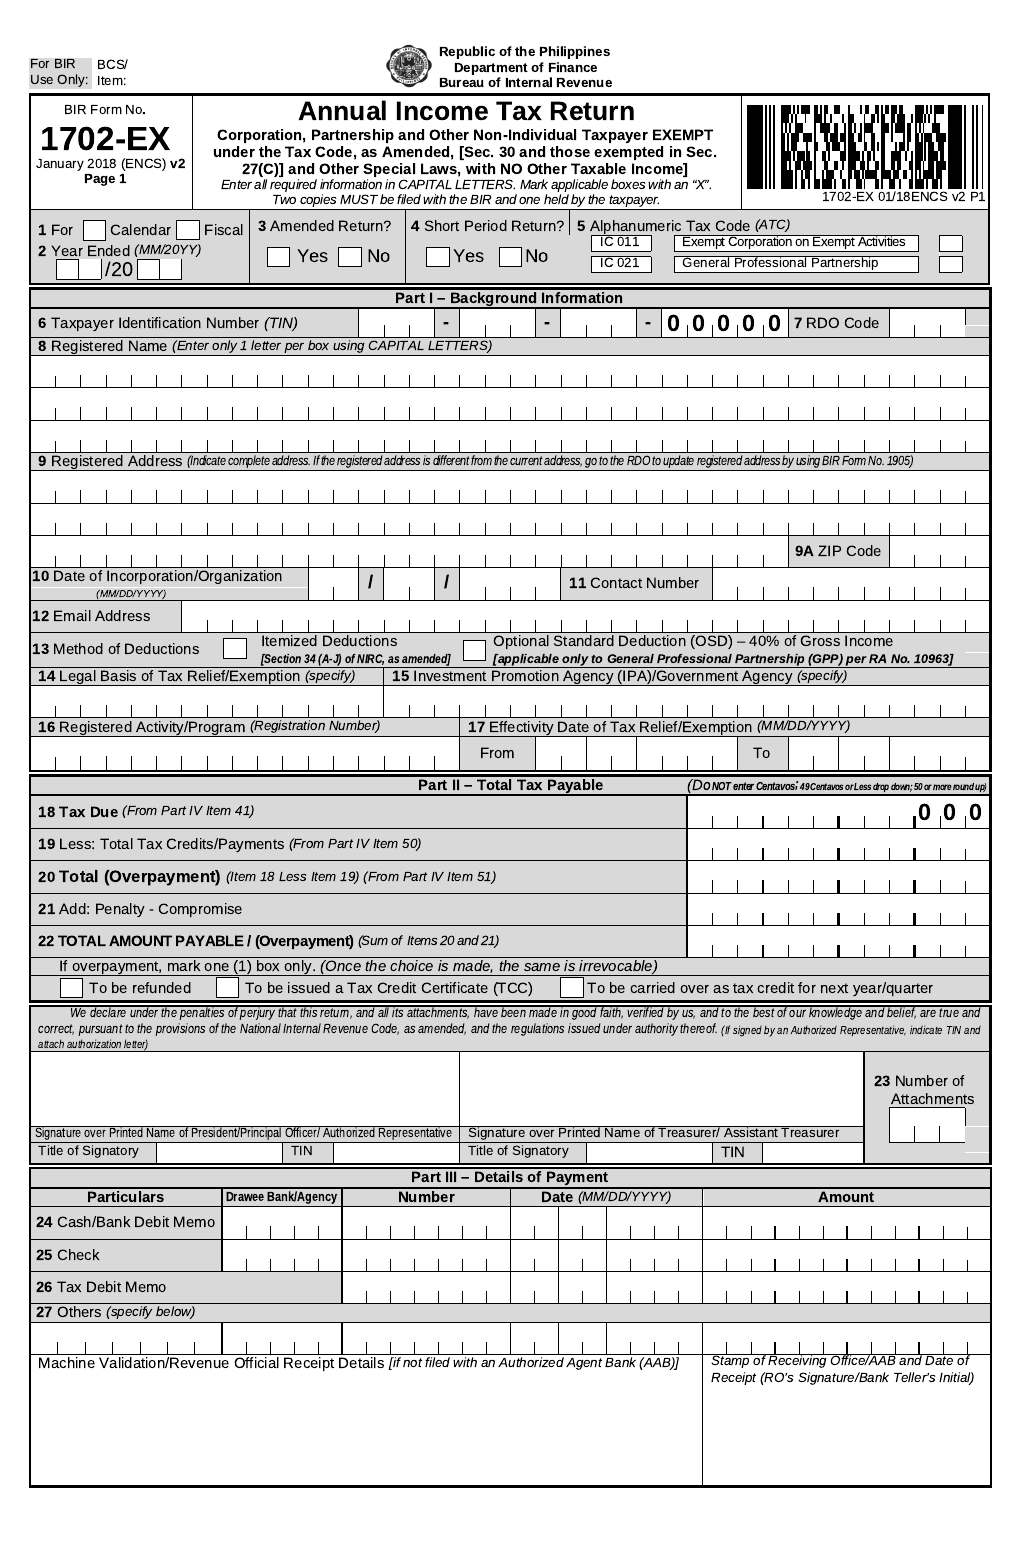 For BIR BCS/
Use Only: Item:
Republic of the Philippines
Department of Finance
Bureau of Internal Revenue
BIR Form No.
1702-EX
January 2018 (ENCS) v2
Page 1
Annual Income Tax Return
Corporation, Partnership and Other Non-Individual Taxpayer EXEMPT
under the Tax Code, as Amended, [Sec. 30 and those exempted in Sec.
27(C)] and Other Special Laws, with NO Other Taxable Income]
Enter all required information in CAPITAL LETTERS. Mark applicable boxes with an “X”.
Two copies MUST be filed with the BIR and one held by the taxpayer.
1702-EX 01/18ENCS v2 P1
1 For Calendar Fiscal
2 Year Ended (MM/20YY)
/20
3 Amended Return?
Yes No
4 Short Period Return?
Yes No
5 Alphanumeric Tax Code (ATC)
IC 011 Exempt Corporation on Exempt Activities
IC 021 General Professional Partnership
Part I – Background Information
6 Taxpayer Identification Number (TIN) - - - 0 0 0 0 0 7 RDO Code
8 Registered Name (Enter only 1 letter per box using CAPITAL LETTERS)
9 Registered Address (Indicate complete address. If the registered address is different from the current address, go to the RDO to update registered address by using BIR Form No. 1905)
9A ZIP Code
10 Date of Incorporation/Organization
(MM/DD/YYYY)
/ / 11 Contact Number
12 Email Address
13 Method of Deductions
Itemized Deductions
[Section 34 (A-J) of NIRC, as amended]
Optional Standard Deduction (OSD) – 40% of Gross Income
[applicable only to General Professional Partnership (GPP) per RA No. 10963]
14 Legal Basis of Tax Relief/Exemption (specify) 15 Investment Promotion Agency (IPA)/Government Agency (specify)
16 Registered Activity/Program (Registration Number) 17 Effectivity Date of Tax Relief/Exemption (MM/DD/YYYY)
From To
Part II – Total Tax Payable (DO NOT enter Centavos; 49 Centavos or Less drop down; 50 or more round up)
18 Tax Due (From Part IV Item 41) 0 0 0
19 Less: Total Tax Credits/Payments (From Part IV Item 50)
20 Total (Overpayment) (Item 18 Less Item 19) (From Part IV Item 51)
21 Add: Penalty - Compromise
22 TOTAL AMOUNT PAYABLE / (Overpayment) (Sum of Items 20 and 21)
If overpayment, mark one (1) box only. (Once the choice is made, the same is irrevocable)
To be refunded To be issued a Tax Credit Certificate (TCC) To be carried over as tax credit for next year/quarter
We declare under the penalties of perjury that this return, and all its attachments, have been made in good faith, verified by us, and to the best of our knowledge and belief, are true and
correct, pursuant to the provisions of the National Internal Revenue Code, as amended, and the regulations issued under authority thereof. (If signed by an Authorized Representative, indicate TIN and
attach authorization letter)
23 Number of
Attachments
Signature over Printed Name of President/Principal Officer/ Authorized Representative Signature over Printed Name of Treasurer/ Assistant Treasurer
Title of Signatory TIN Title of Signatory TIN
Part III – Details of Payment
Particulars Drawee Bank/Agency Number Date (MM/DD/YYYY) Amount
24 Cash/Bank Debit Memo
25 Check
26 Tax Debit Memo
27 Others (specify below)
Machine Validation/Revenue Official Receipt Details [if not filed with an Authorized Agent Bank (AAB)]
Stamp of Receiving Office/AAB and Date of
Receipt (RO's Signature/Bank Teller's Initial)